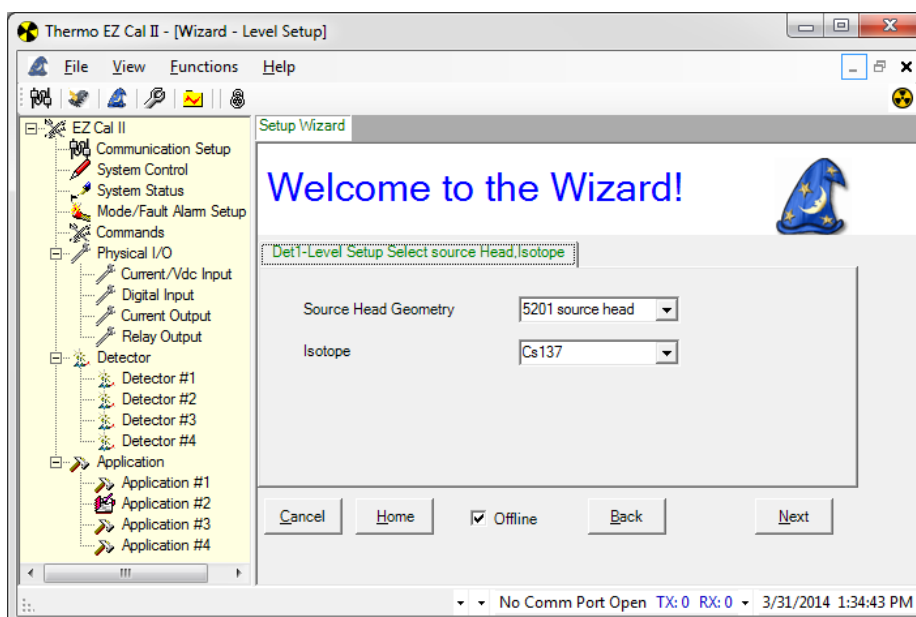 Thermo EZ Cal II - [Wizard - Level Setup]
File View Functions Help
EZ Cal II
Communication Setup
System Control
System Status
Mode/Fault Alarm Setup
Commands
Physical I/O
Current/Vdc Input
Digital Input
Current Output
Relay Output
Detector
Detector #1
Detector #2
Detector #3
Detector #4
Application
Application #1
Application #2
Application #3
Application #4
Setup Wizard
Welcome to the Wizard!
Det1-Level Setup Select source Head,Isotope
Source Head Geometry 5201 source head
Isotope Cs137
Cancel Home Offline Back Next
No Comm Port Open TX: 0 RX: 0 3/31/2014 1:34:43 PM